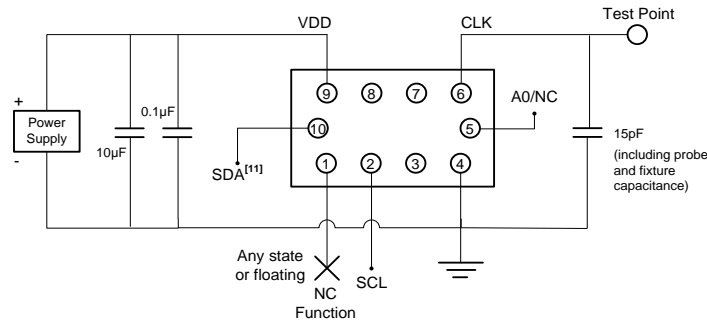 VDD
CLK
Test Point
+
Power
Supply
-
10µF
0.1µF
9
8
7
6
10
5
1
2
3
4
A0/NC
SDA[11]
15pF
(including probe
and fixture
capacitance)
Any state
or floating
NC
Function
SCL